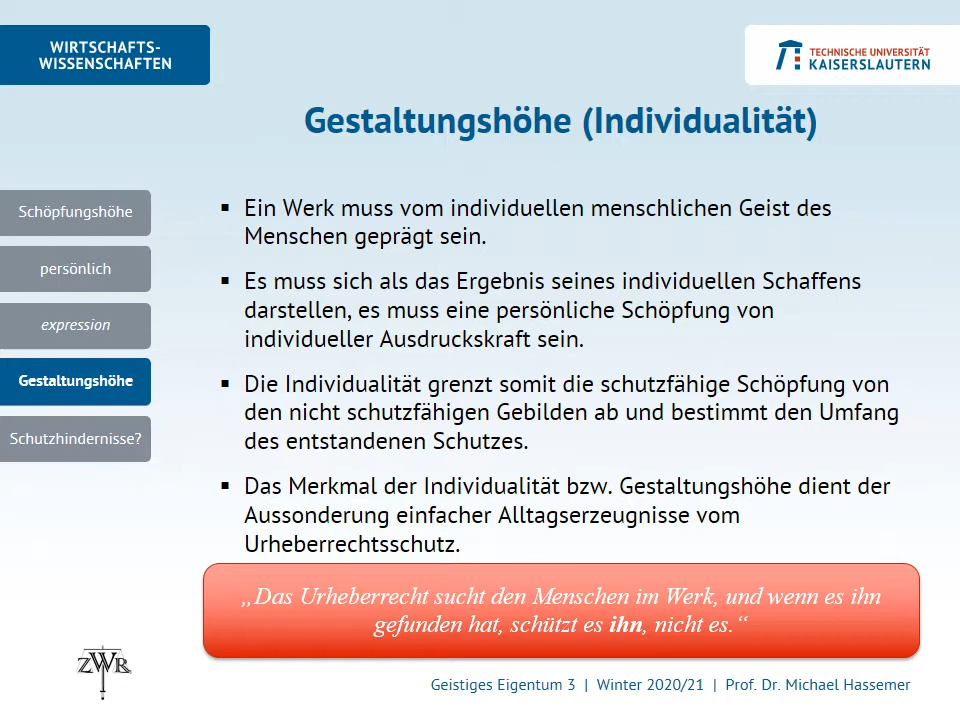 WIRTSCHAFTS-
WISSENSCHAFTEN
TECHNISCHE UNIVERSITÄT
KAISERSLAUTERN
Gestaltungshöhe (Individualität)
Schöpfungshöhe
persönlich
expression
Gestaltungshöhe
Schutzhindernisse?
▪ Ein Werk muss vom individuellen menschlichen Geist des
Menschen geprägt sein.
▪ Es muss sich als das Ergebnis seines individuellen Schaffens
darstellen, es muss eine persönliche Schöpfung von
individueller Ausdruckskraft sein.
▪ Die Individualität grenzt somit die schutzfähige Schöpfung von
den nicht schutzfähigen Gebilden ab und bestimmt den Umfang
des entstandenen Schutzes.
▪ Das Merkmal der Individualität bzw. Gestaltungshöhe dient der
Aussonderung einfacher Alltagserzeugnisse vom
Urheberrechtsschutz.
„Das Urheberrecht sucht den Menschen im Werk, und wenn es ihn
gefunden hat, schützt es ihn, nicht es.“
ZWR
Geistiges Eigentum 3 | Winter 2020/21 | Prof. Dr. Michael Hassemer